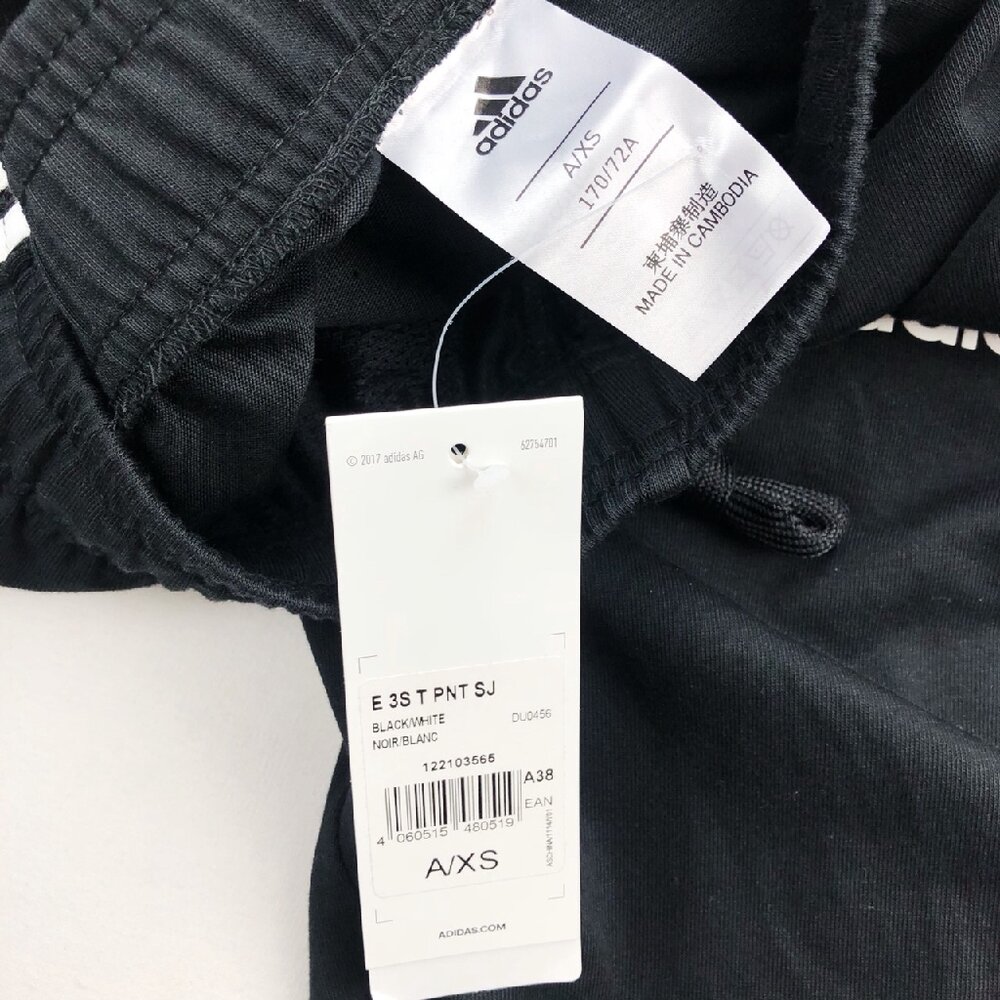 adidas
A/XS
170/72A
柬埔寨制造
MADE IN CAMBODIA
© 2017 adidas AG
62754701
E 3S T PNT SJ
BLACK/WHITE
DU0456
NOIR/BLANC
122103565
A38
EAN
4 060515 480519
A/XS
ADIDAS.COM